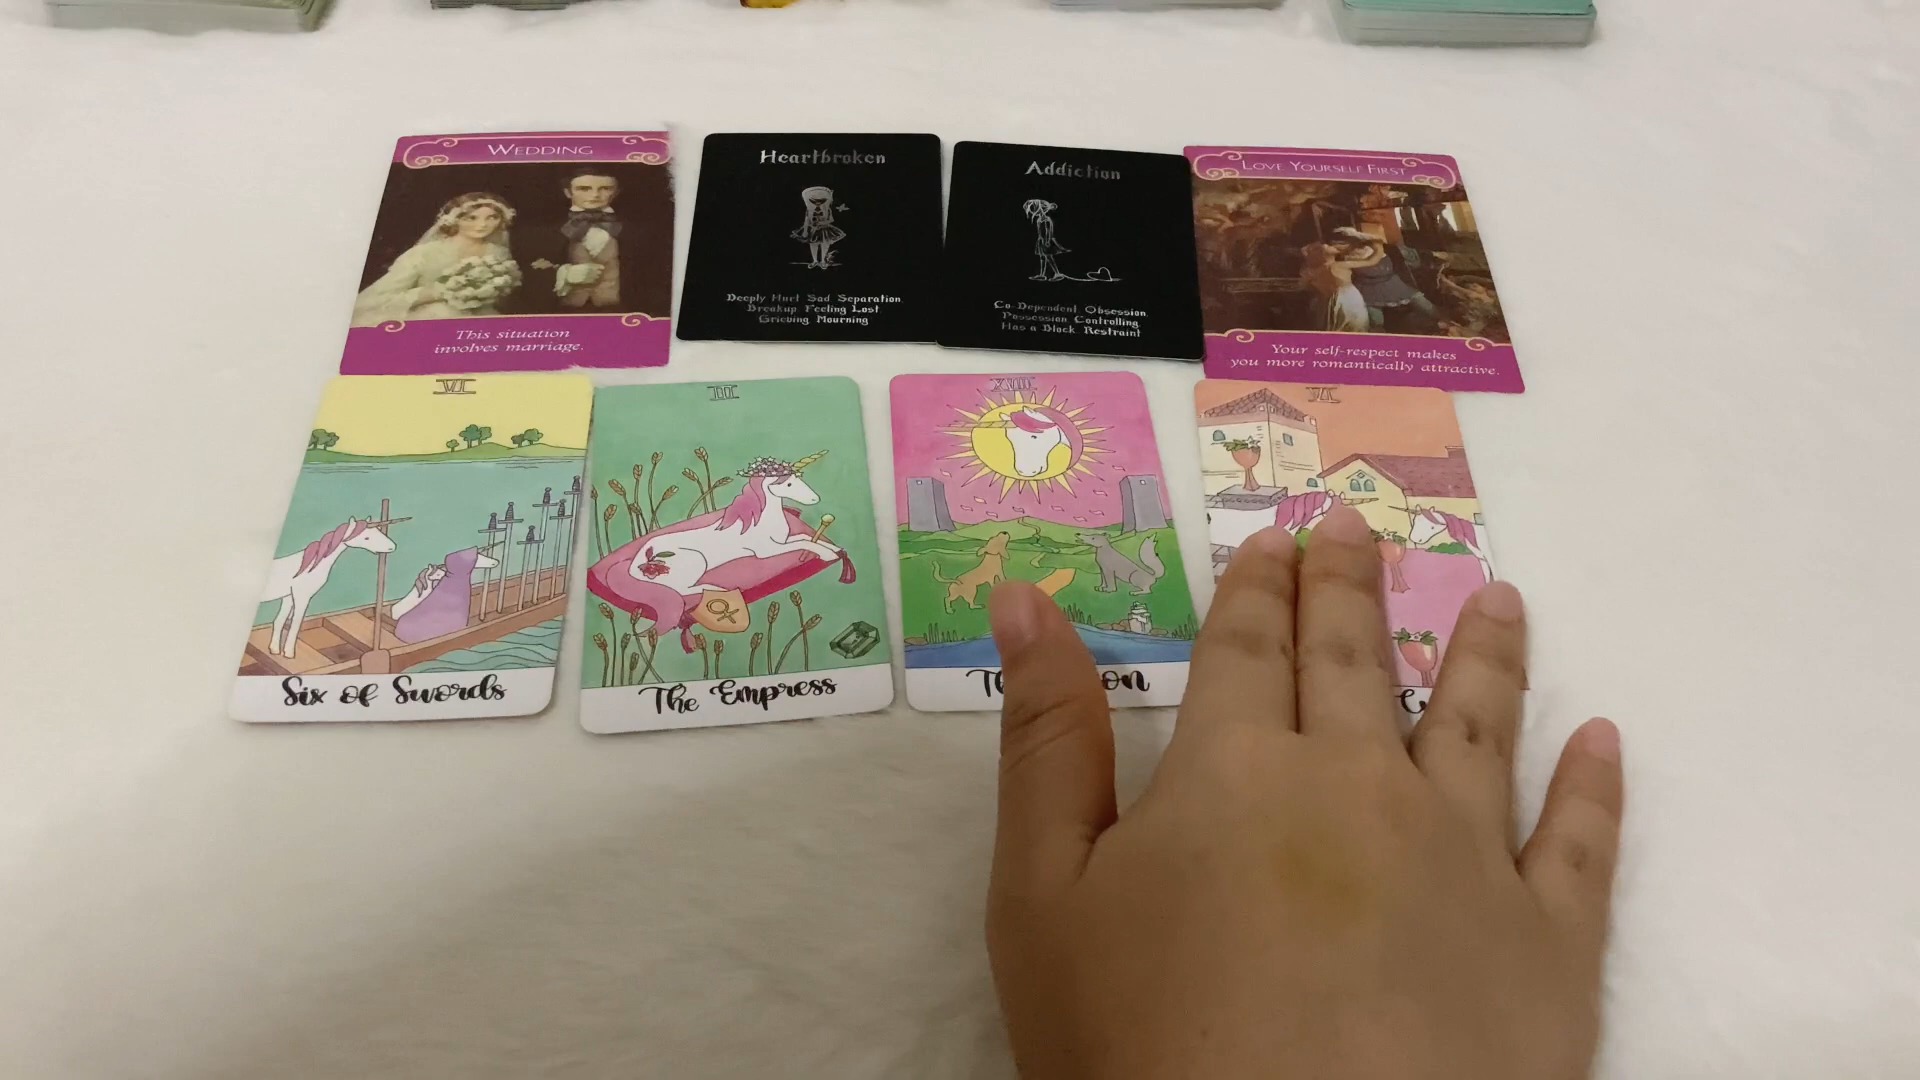 WEDDING
This situation
involves marriage.
Heartbroken
Deeply Hurt Sad Separation
Breakup Feeling Lost
Grieving Mourning
Addiction
Co-Dependent Obsession
Possession Controlling
Has a Block Restraint
LOVE YOURSELF FIRST
Your self-respect makes
you more romantically attractive.
VI
Six of Swords
III
The Empress
XVIII
VI